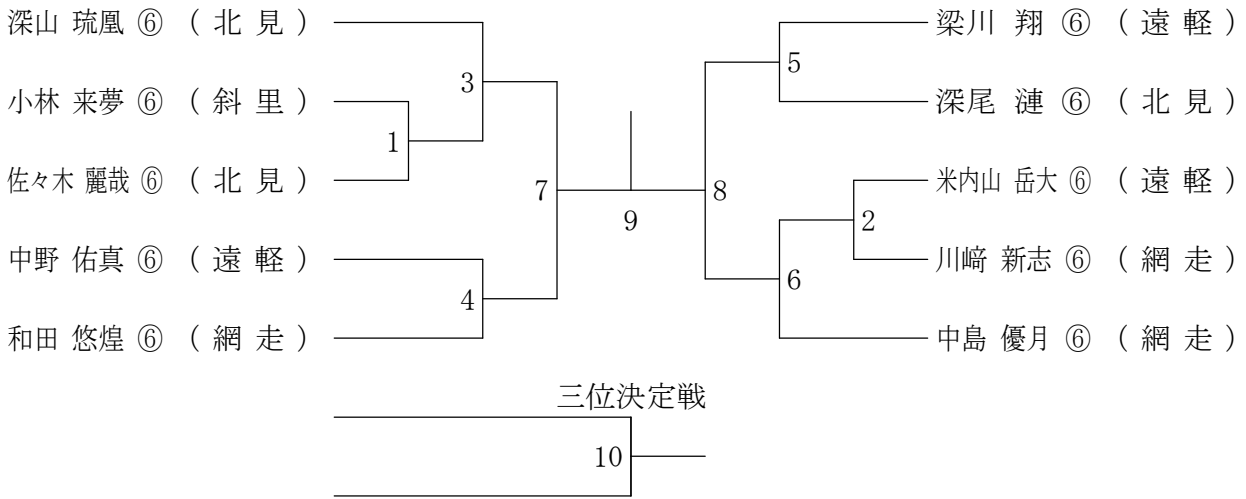 深山 琉凰 ⑥ ( 北 見 )
小林 来夢 ⑥ ( 斜 里 )
佐々木 麗哉 ⑥ ( 北 見 )
中野 佑真 ⑥ ( 遠 軽 )
和田 悠煌 ⑥ ( 網 走 )
3
1
7
4
9
5
8
2
6
梁川 翔 ⑥ ( 遠 軽 )
深尾 漣 ⑥ ( 北 見 )
米内山 岳大 ⑥ ( 遠 軽 )
川﨑 新志 ⑥ ( 網 走 )
中島 優月 ⑥ ( 網 走 )
三位決定戦
10